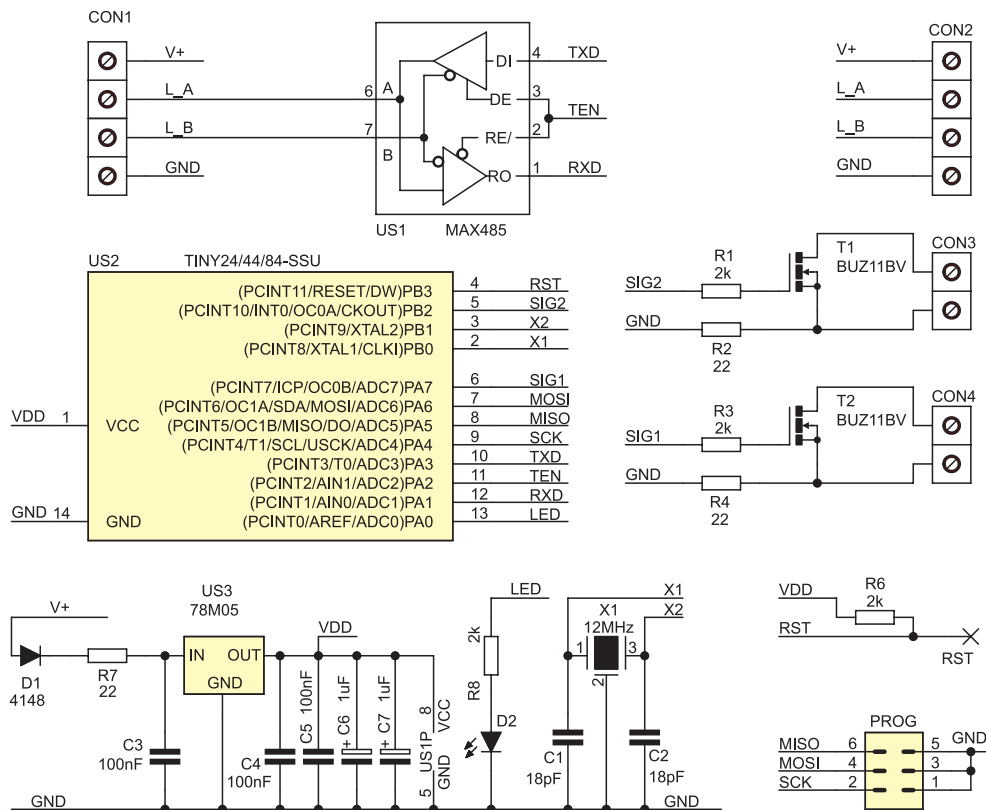 CON1
V+
L_A
L_B
GND
6 A
7 B
DI 4 TXD
DE 3
TEN
RE/ 2
RO 1 RXD
US1 MAX485
CON2
V+
L_A
L_B
GND
US2 TINY24/44/84-SSU
(PCINT11/RESET/DW)PB3 4 RST
(PCINT10/INT0/OC0A/CKOUT)PB2 5 SIG2
(PCINT9/XTAL2)PB1 3 X2
(PCINT8/XTAL1/CLKI)PB0 2 X1
(PCINT7/ICP/OC0B/ADC7)PA7 6 SIG1
(PCINT6/OC1A/SDA/MOSI/ADC6)PA6 7 MOSI
(PCINT5/OC1B/MISO/DO/ADC5)PA5 8 MISO
(PCINT4/T1/SCL/USCK/ADC4)PA4 9 SCK
(PCINT3/T0/ADC3)PA3 10 TXD
(PCINT2/AIN1/ADC2)PA2 11 TEN
(PCINT1/AIN0/ADC1)PA1 12 RXD
(PCINT0/AREF/ADC0)PA0 13 LED
VDD 1 VCC
GND 14 GND
R1
2k
T1
BUZ11BV
CON3
SIG2
GND
R2
22
R3
2k
T2
BUZ11BV
CON4
SIG1
GND
R4
22
V+
D1
4148
R7
22
US3
78M05
IN OUT
GND
VDD
C3
100nF
C4
100nF
C5 100nF
+ C6 1uF
+ C7 1uF
5 US1P 8
GND VCC
GND
LED
2k
R8
D2
X1
X2
X1
12MHz
1 3
2
C1
18pF
C2
18pF
GND
VDD
R6
2k
RST
RST
PROG
MISO 6 5 GND
MOSI 4 3
SCK 2 1